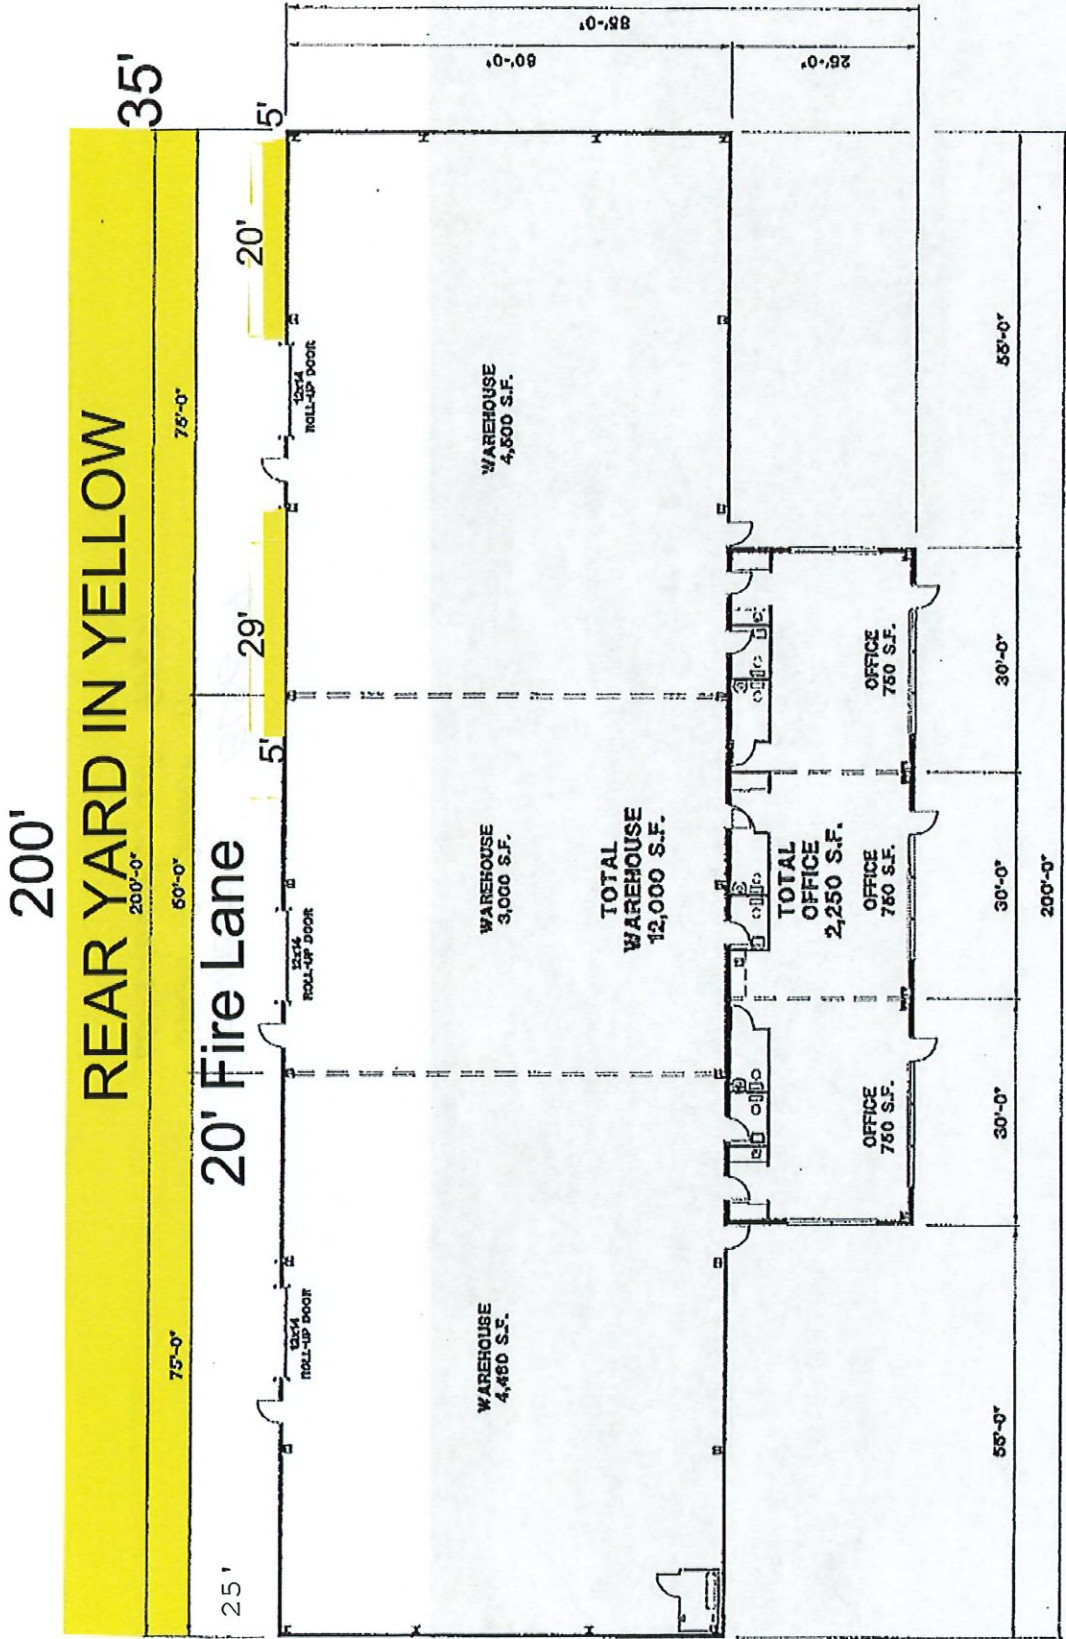 200'
35'
REAR YARD IN YELLOW
200'-0"
75'-0"
50'-0"
75'-0"
85'-0"
60'-0"
25'-0"
25'
20' Fire Lane
5'
29'
20'
5'
12x14
ROLL-UP DOOR
12x14
ROLL-UP DOOR
12x14
ROLL-UP DOOR
WAREHOUSE
4,480 S.F.
WAREHOUSE
3,000 S.F.
WAREHOUSE
4,500 S.F.
TOTAL
WAREHOUSE
12,000 S.F.
TOTAL
OFFICE
2,250 S.F.
OFFICE
750 S.F.
OFFICE
750 S.F.
OFFICE
750 S.F.
55'-0"
30'-0"
30'-0"
30'-0"
55'-0"
200'-0"